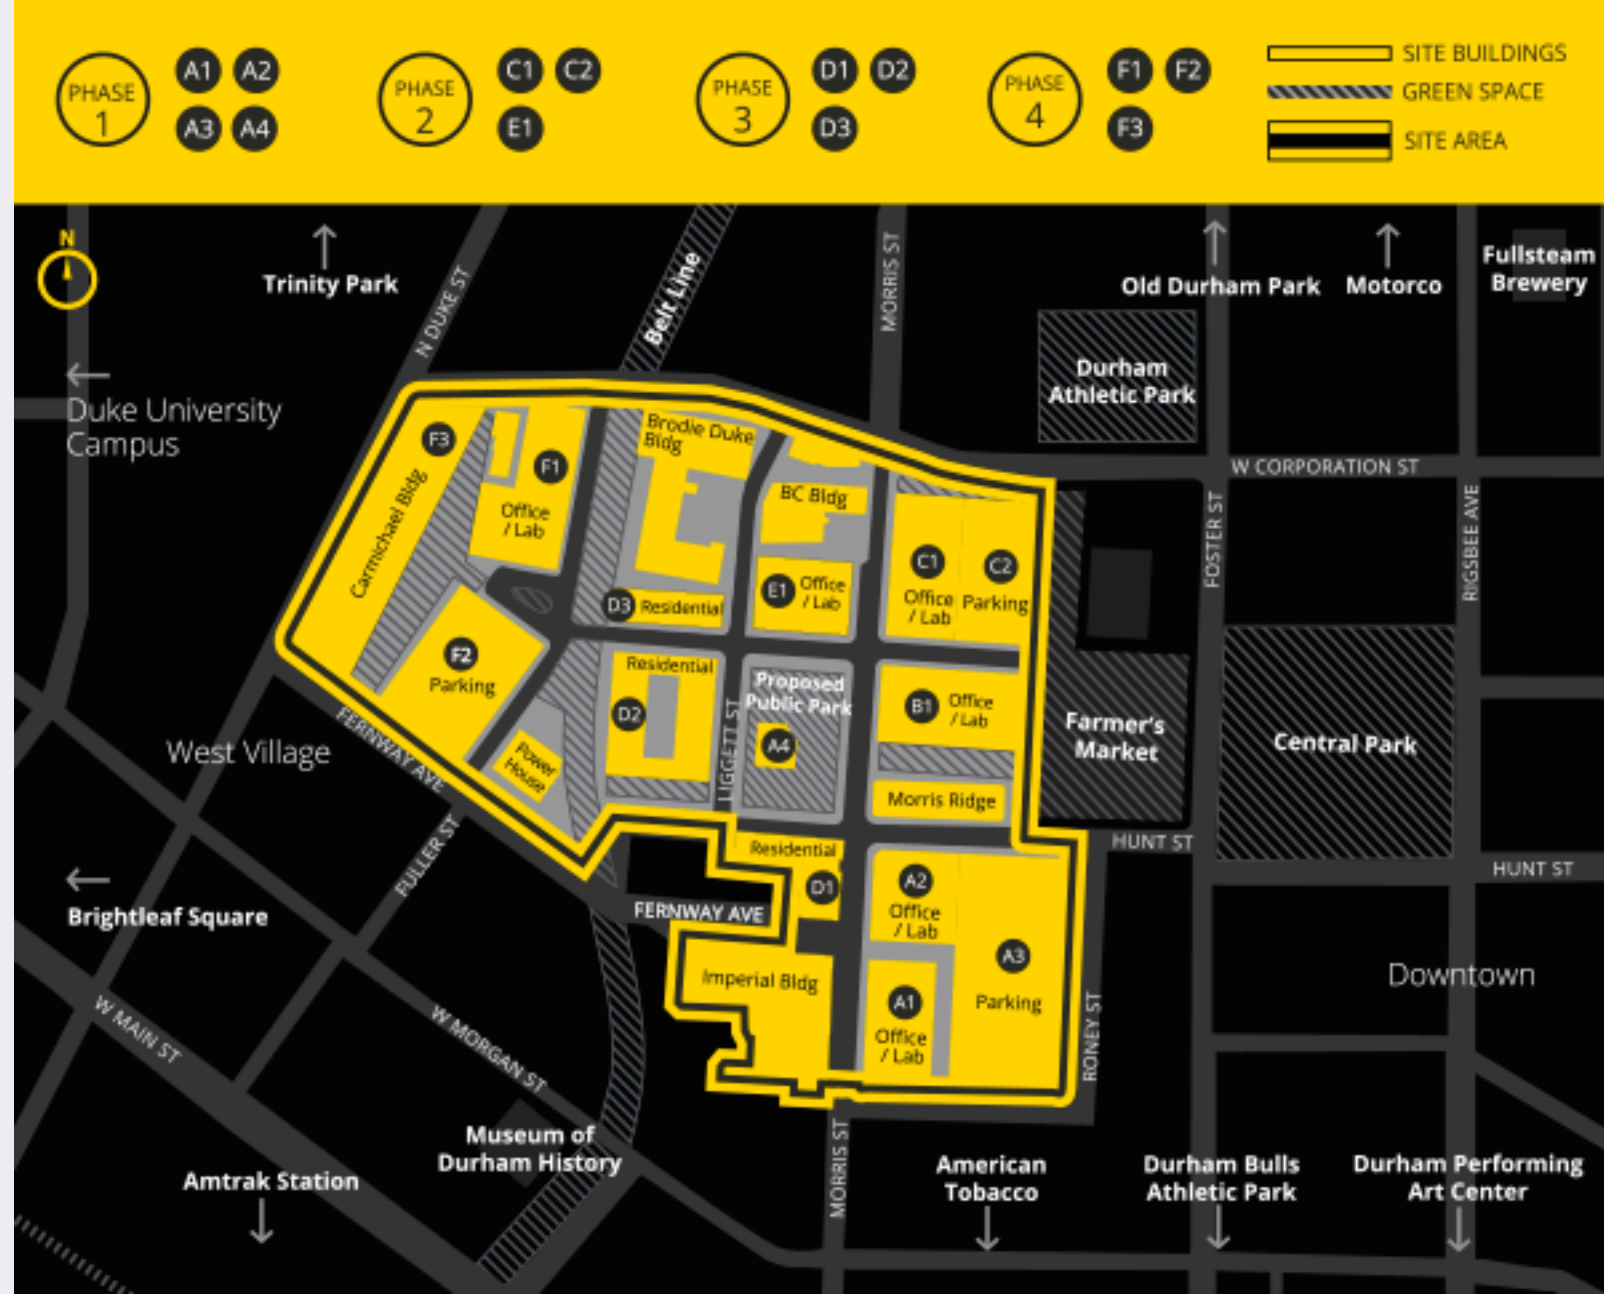 PHASE
1
A1 A2
A3 A4
PHASE
2
C1 C2
E1
PHASE
3
D1 D2
D3
PHASE
4
F1 F2
F3
SITE BUILDINGS
GREEN SPACE
SITE AREA
N
Trinity Park
N DUKE ST
Belt Line
MORRIS ST
Old Durham Park
Motorco
Fullsteam
Brewery
Duke University
Campus
Durham
Athletic Park
W CORPORATION ST
FOSTER ST
RIGSBEE AVE
F3
Carmichael Bldg
F1
Office
/ Lab
Brodie Duke
Bldg
BC Bldg
C1
Office
/ Lab
C2
Parking
E1
Office
/ Lab
D3
Residential
F2
Parking
Residential
D2
Proposed
Public Park
A4
B1
Office
/ Lab
Morris Ridge
Power
House
LIGGETT ST
Farmer's
Market
Central Park
West Village
FERNWAY AVE
FULLER ST
HUNT ST
HUNT ST
Residential
D1
A2
Office
/ Lab
A3
Parking
A1
Office
/ Lab
FERNWAY AVE
Imperial Bldg
Brightleaf Square
Downtown
RONEY ST
W MAIN ST
W MORGAN ST
Museum of
Durham History
Amtrak Station
MORRIS ST
American
Tobacco
Durham Bulls
Athletic Park
Durham Performing
Art Center